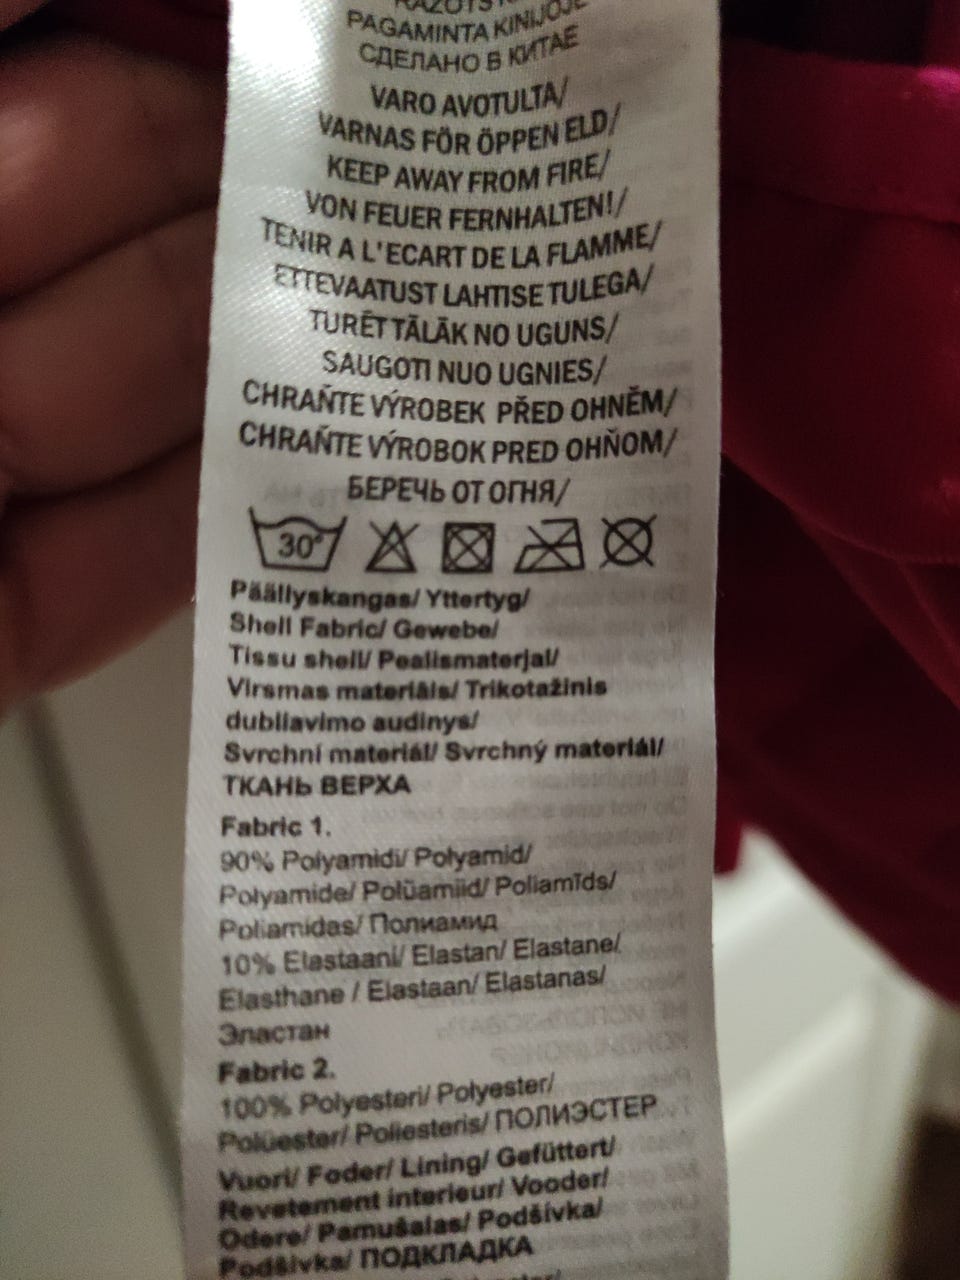 RAŽOTS
PAGAMINTA KINIJOJE
СДЕЛАНО В КИТАЕ
VARO AVOTULTA/
VARNAS FÖR ÖPPEN ELD/
KEEP AWAY FROM FIRE/
VON FEUER FERNHALTEN!/
TENIR A L'ECART DE LA FLAMME/
ETTEVAATUST LAHTISE TULEGA/
TURĒT TĀLĀK NO UGUNS/
SAUGOTI NUO UGNIES/
CHRAŇTE VÝROBEK PŘED OHNĚM/
CHRAŇTE VÝROBOK PRED OHŇOM/
БЕРЕЧЬ ОТ ОГНЯ/
30°
Päällyskangas/ Yttertyg/
Shell Fabric/ Gewebe/
Tissu shell/ Pealismaterjal/
Virsmas materiāls/ Trikotažinis
dubliavimo audinys/
Svrchní materiál/ Svrchný materiál/
ТКАНЬ ВЕРХА
Fabric 1.
90% Polyamidi/ Polyamid/
Polyamide/ Polüamiid/ Poliamīds/
Poliamidas/ Полиамид
10% Elastaani/ Elastan/ Elastane/
Elasthane / Elastaan/ Elastanas/
Эластан
Fabric 2.
100% Polyesteri/ Polyester/
Polüester/ Poliesteris/ ПОЛИЭСТЕР
Vuori/ Foder/ Lining/ Gefüttert/
Revetement interieur/ Vooder/
Odere/ Pamušalas/ Podšívka/
Podšívka/ ПОДКЛАДКА